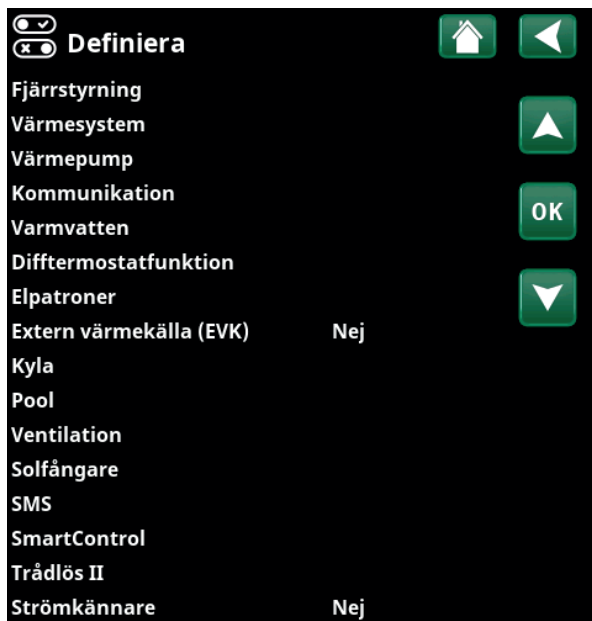 Definiera
Fjärrstyrning
Värmesystem
Värmepump
Kommunikation
OK
Varmvatten
Difftermostatfunktion
Elpatroner
Extern värmekälla (EVK) Nej
Kyla
Pool
Ventilation
Solfångare
SMS
SmartControl
Trådlös II
Strömkännare Nej